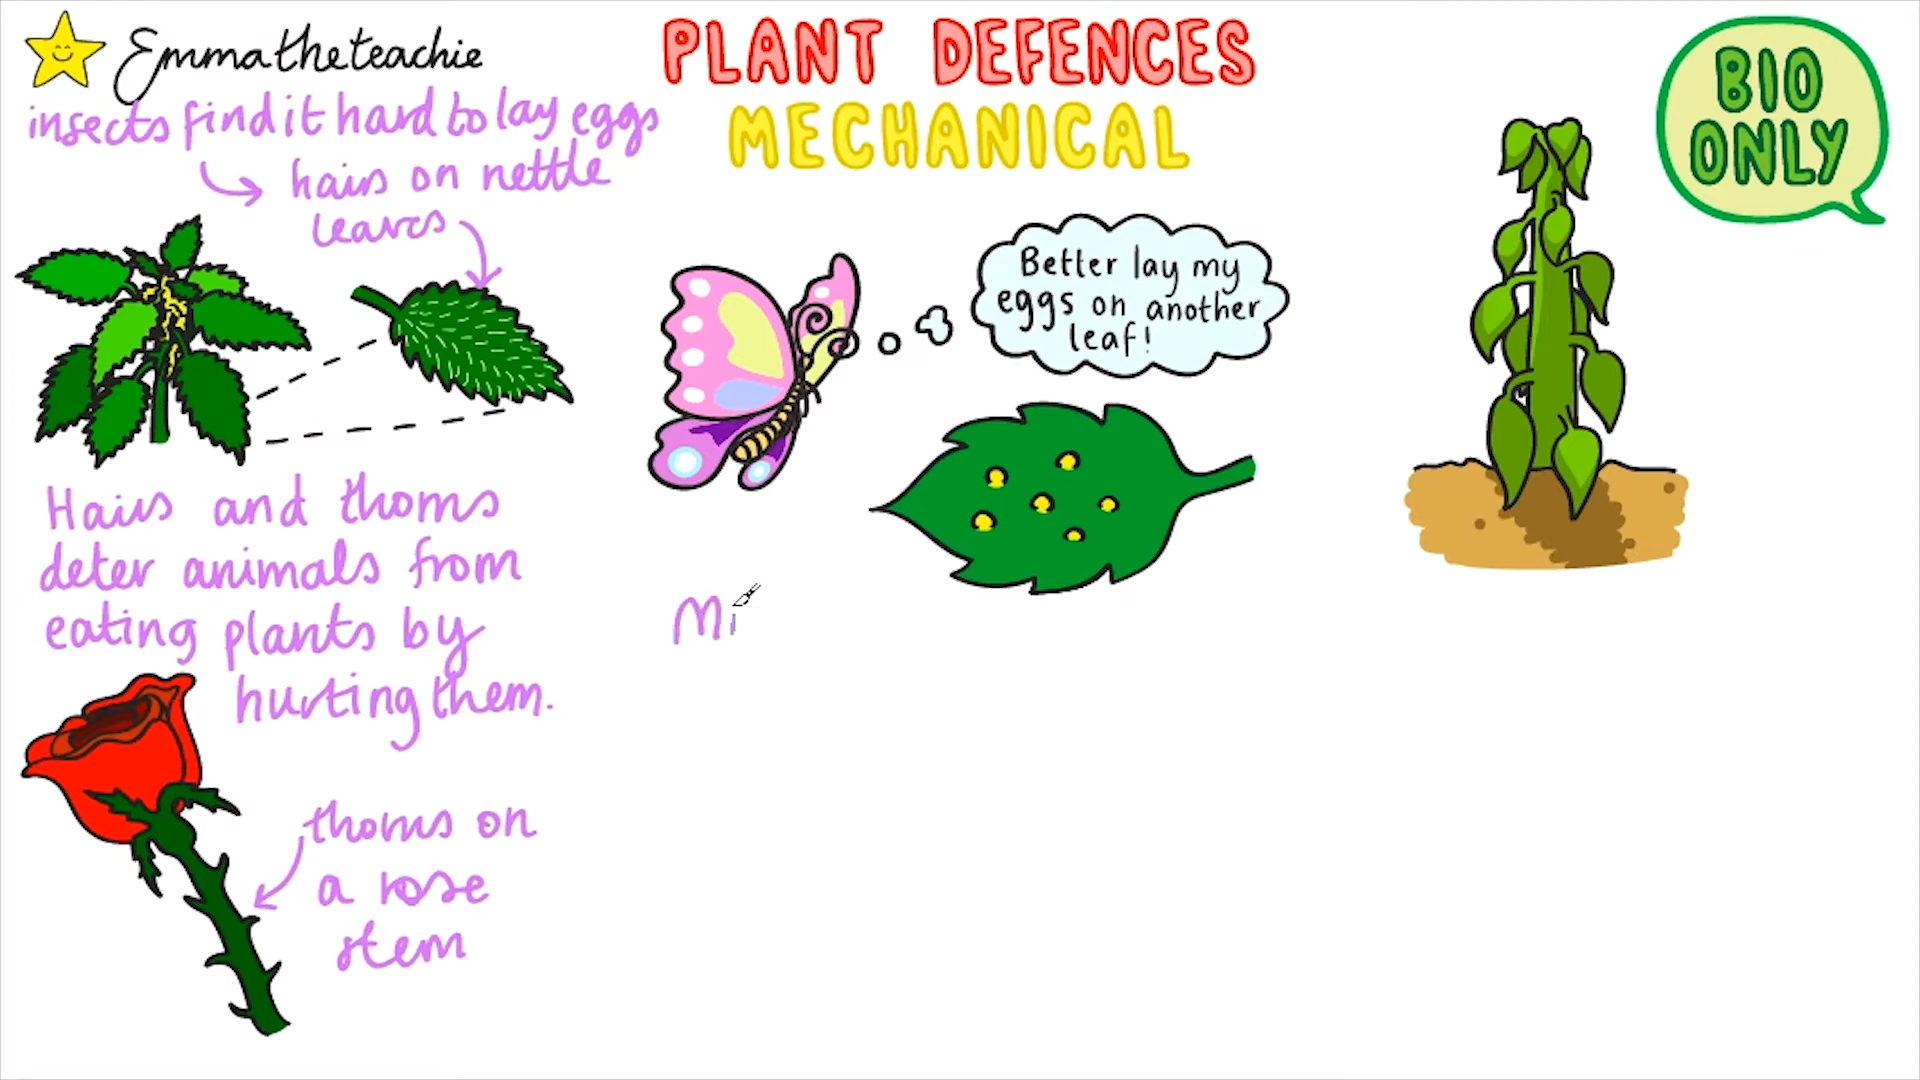 Emmatheteachie
PLANT DEFENCES
MECHANICAL
BIO
ONLY
insects find it hard to lay eggs
hairs on nettle
leaves
Better lay my
eggs on another
leaf!
Hairs and thorns
deter animals from
eating plants by
hurting them.
Mi
thorns on
a rose
stem